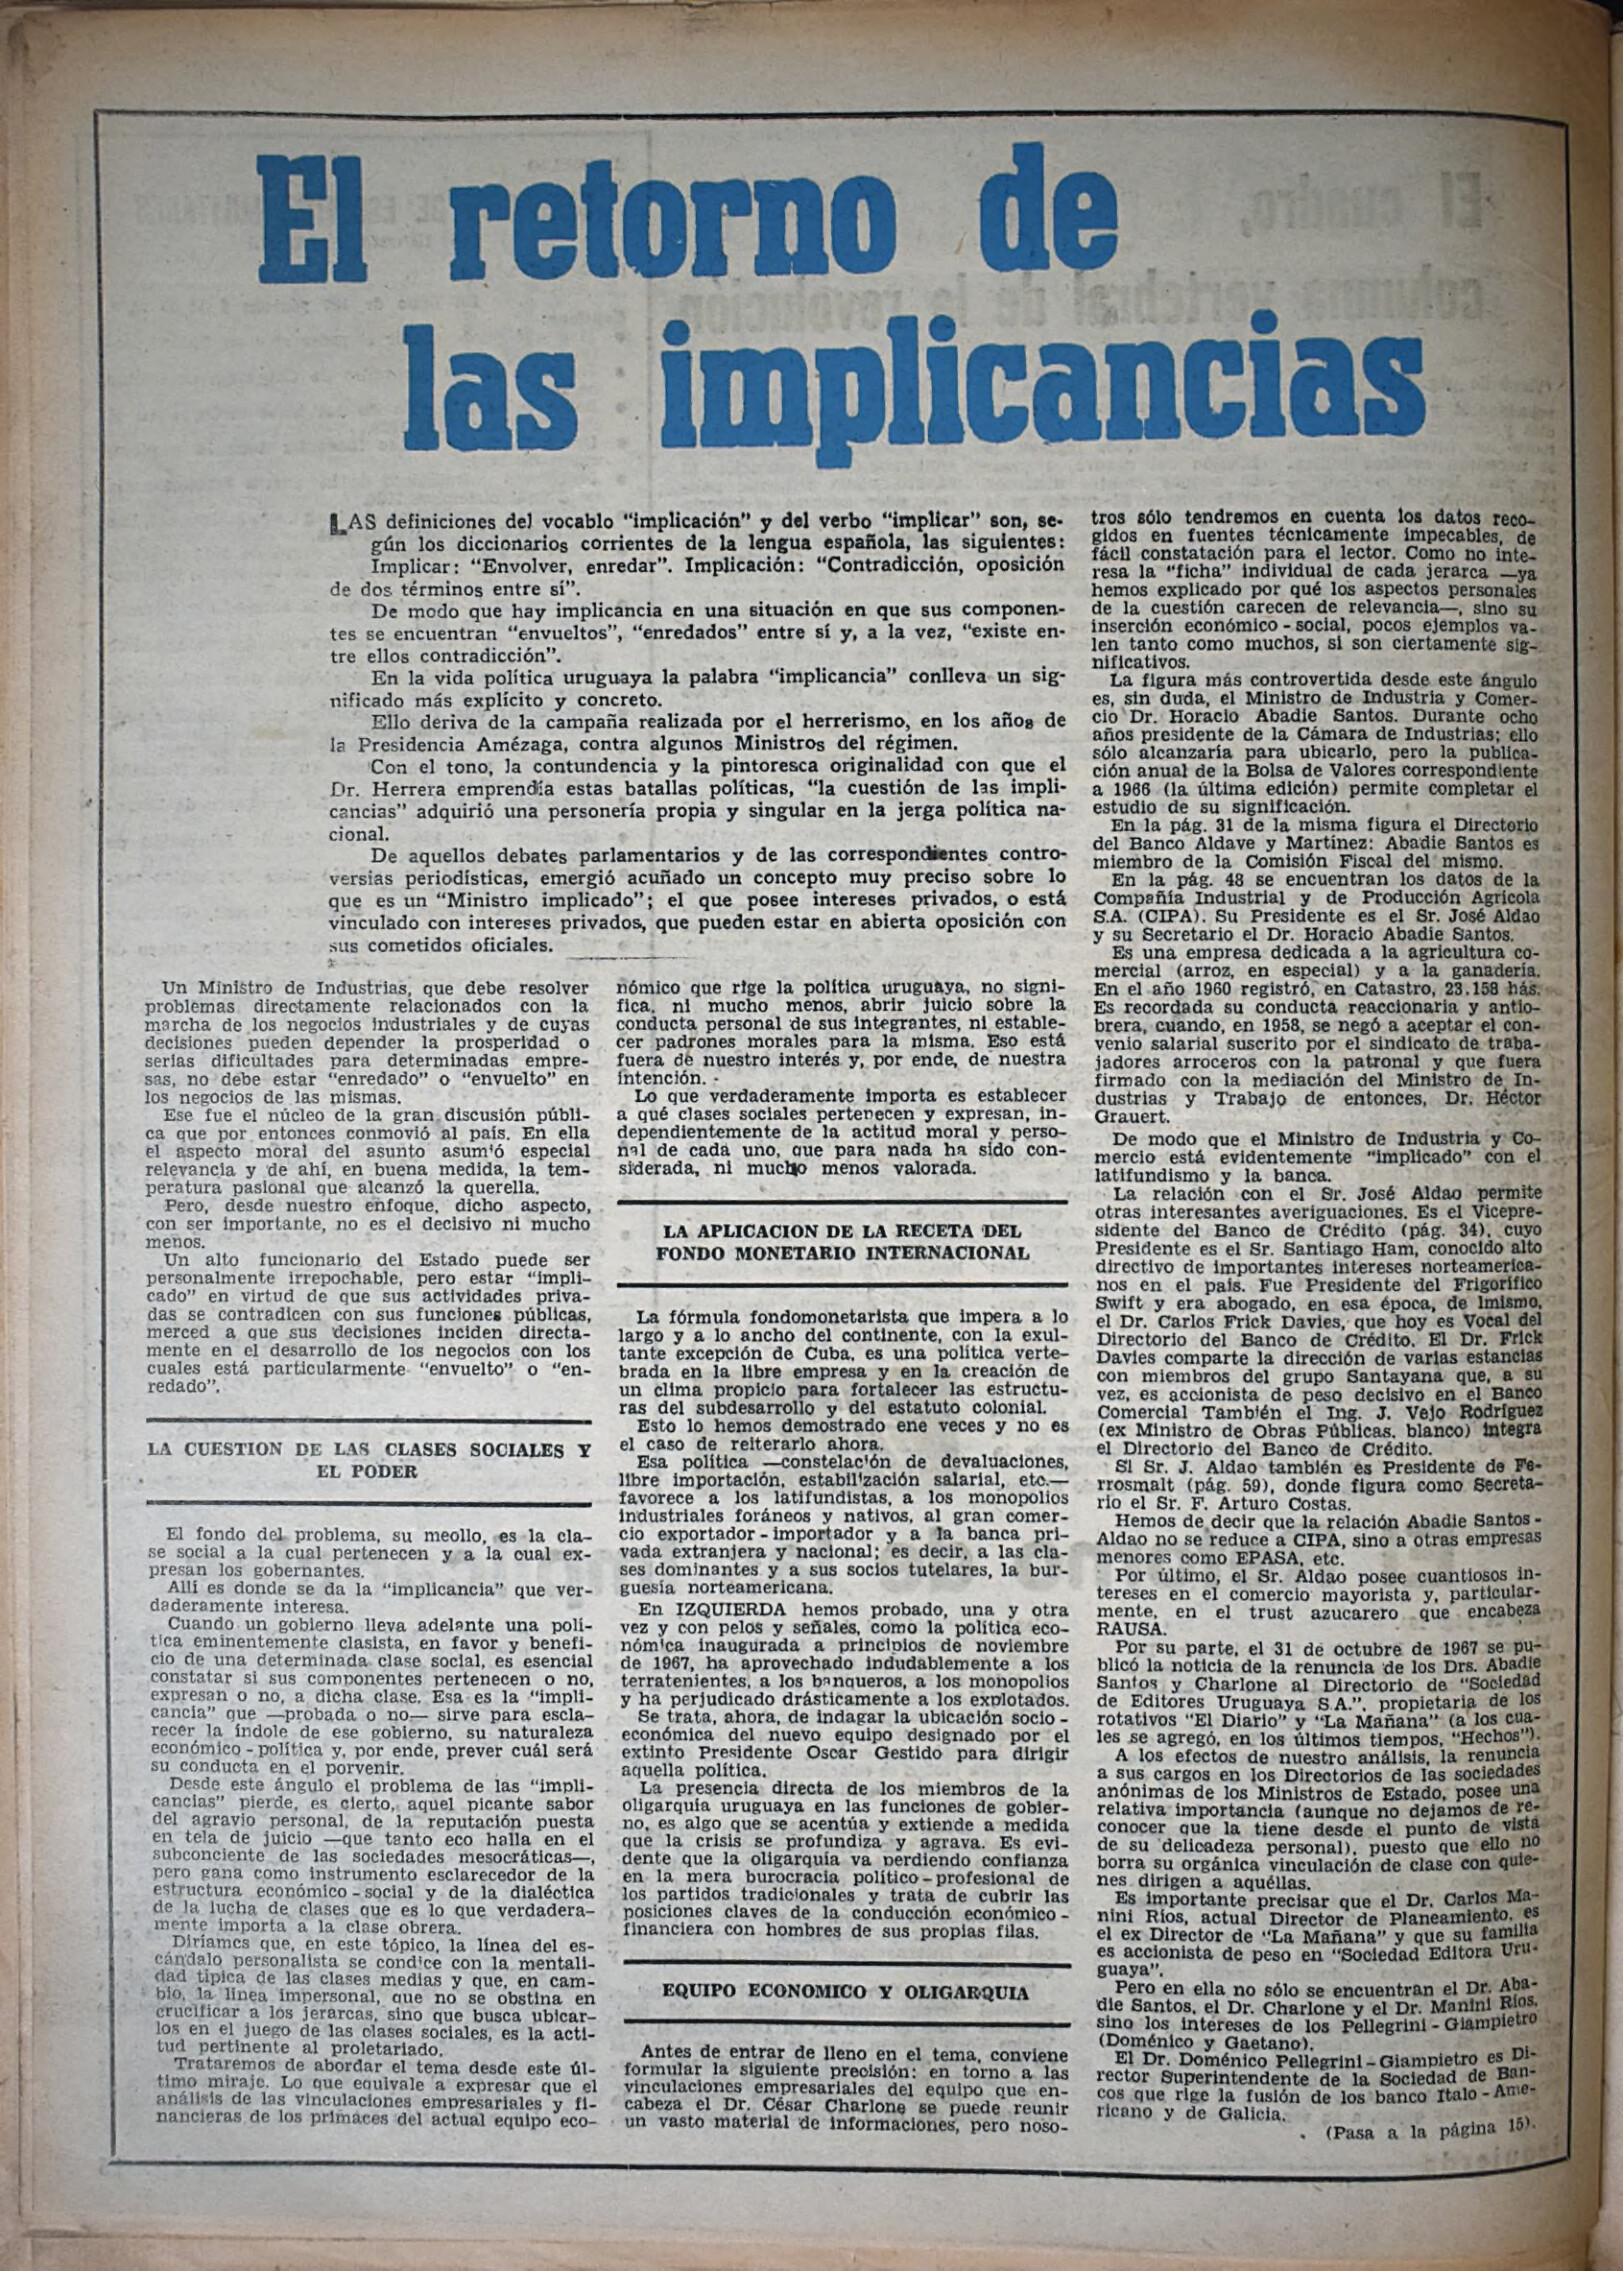 El retorno de
las implicancias
LAS definiciones del vocablo "implicación" y del verbo "implicar" son, se-
gún los diccionarios corrientes de la lengua española, las siguientes:
Implicar: "Envolver, enredar". Implicación: "Contradicción, oposición
de dos términos entre sí".
De modo que hay implicancia en una situación en que sus componen-
tes se encuentran "envueltos", "enredados" entre sí y, a la vez, "existe en-
tre ellos contradicción".
En la vida política uruguaya la palabra "implicancia" conlleva un sig-
nificado más explícito y concreto.
Ello deriva de la campaña realizada por el herrerismo, en los años de
la Presidencia Amézaga, contra algunos Ministros del régimen.
Con el tono, la contundencia y la pintoresca originalidad con que el
Dr. Herrera emprendía estas batallas políticas, "la cuestión de las impli-
cancias" adquirió una personería propia y singular en la jerga política na-
cional.
De aquellos debates parlamentarios y de las correspondientes contro-
versias periodísticas, emergió acuñado un concepto muy preciso sobre lo
que es un "Ministro implicado"; el que posee intereses privados, o está
vinculado con intereses privados, que pueden estar en abierta oposición con
sus cometidos oficiales.
Un Ministro de Industrias, que debe resolver
problemas directamente relacionados con la
marcha de los negocios industriales y de cuyas
decisiones pueden depender la prosperidad o
serias dificultades para determinadas empre-
sas, no debe estar "enredado" o "envuelto" en
los negocios de las mismas.
Ese fue el núcleo de la gran discusión públi-
ca que por entonces conmovió al país. En ella
el aspecto moral del asunto asumió especial
relevancia y de ahí, en buena medida, la tem-
peratura pasional que alcanzó la querella.
Pero, desde nuestro enfoque, dicho aspecto,
con ser importante, no es el decisivo ni mucho
menos.
Un alto funcionario del Estado puede ser
personalmente irrepochable, pero estar "impli-
cado" en virtud de que sus actividades priva-
das se contradicen con sus funciones públicas,
merced a que sus decisiones inciden directa-
mente en el desarrollo de los negocios con los
cuales está particularmente "envuelto" o "en-
redado".
LA CUESTION DE LAS CLASES SOCIALES Y
EL PODER
El fondo del problema, su meollo, es la cla-
se social a la cual pertenecen y a la cual ex-
presan los gobernantes.
Allí es donde se da la "implicancia" que ver-
daderamente interesa.
Cuando un gobierno lleva adelante una polí-
tica eminentemente clasista, en favor y benefi-
cio de una determinada clase social, es esencial
constatar si sus componentes pertenecen o no,
expresan o no, a dicha clase. Esa es la "impli-
cancia" que —probada o no— sirve para escla-
recer la índole de ese gobierno, su naturaleza
económico-política y, por ende, prever cuál será
su conducta en el porvenir.
Desde este ángulo el problema de las "impli-
cancias" pierde, es cierto, aquel picante sabor
del agravio personal, de la reputación puesta
en tela de juicio —que tanto eco halla en el
subconciente de las sociedades mesocráticas—,
pero gana como instrumento esclarecedor de la
estructura económico-social y de la dialéctica
de la lucha de clases que es lo que verdadera-
mente importa a la clase obrera.
Diríamos que, en este tópico, la línea del es-
cándalo personalista se condice con la mentali-
dad típica de las clases medias y que, en cam-
bio, la línea impersonal, que no se obstina en
crucificar a los jerarcas, sino que busca ubicar-
los en el juego de las clases sociales, es la acti-
tud pertinente al proletariado.
Trataremos de abordar el tema desde este úl-
timo miraje. Lo que equivale a expresar que el
análisis de las vinculaciones empresariales y fi-
nancieras de los primaces del actual equipo eco-
nómico que rige la política uruguaya, no signi-
fica, ni mucho menos, abrir juicio sobre la
conducta personal de sus integrantes, ni estable-
cer padrones morales para la misma. Eso está
fuera de nuestro interés y, por ende, de nuestra
intención.
Lo que verdaderamente importa es establecer
a qué clases sociales pertenecen y expresan, in-
dependientemente de la actitud moral y perso-
nal de cada uno, que para nada ha sido con-
siderada, ni mucho menos valorada.
LA APLICACION DE LA RECETA DEL
FONDO MONETARIO INTERNACIONAL
La fórmula fondomonetarista que impera a lo
largo y a lo ancho del continente, con la exul-
tante excepción de Cuba, es una política verte-
brada en la libre empresa y en la creación de
un clima propicio para fortalecer las estructu-
ras del subdesarrollo y del estatuto colonial.
Esto lo hemos demostrado ene veces y no es
el caso de reiterarlo ahora.
Esa política —constelación de devaluaciones,
libre importación, estabilización salarial, etc.—
favorece a los latifundistas, a los monopolios
industriales foráneos y nativos, al gran comer-
cio exportador-importador y a la banca pri-
vada extranjera y nacional; es decir, a las cla-
ses dominantes y a sus socios tutelares, la bur-
guesía norteamericana.
En IZQUIERDA hemos probado, una y otra
vez y con pelos y señales, como la política eco-
nómica inaugurada a principios de noviembre
de 1967, ha aprovechado indudablemente a los
terratenientes, a los banqueros, a los monopolios
y ha perjudicado drásticamente a los explotados.
Se trata, ahora, de indagar la ubicación socio-
económica del nuevo equipo designado por el
extinto Presidente Oscar Gestido para dirigir
aquella política.
La presencia directa de los miembros de la
oligarquía uruguaya en las funciones de gobier-
no, es algo que se acentúa y extiende a medida
que la crisis se profundiza y agrava. Es evi-
dente que la oligarquía va perdiendo confianza
en la mera burocracia político-profesional de
los partidos tradicionales y trata de cubrir las
posiciones claves de la conducción económico-
financiera con hombres de sus propias filas.
EQUIPO ECONOMICO Y OLIGARQUIA
Antes de entrar de lleno en el tema, conviene
formular la siguiente precisión: en torno a las
vinculaciones empresariales del equipo que en-
cabeza el Dr. César Charlone se puede reunir
un vasto material de informaciones, pero noso-
tros sólo tendremos en cuenta los datos reco-
gidos en fuentes técnicamente impecables, de
fácil constatación para el lector. Como no inte-
resa la "ficha" individual de cada jerarca —ya
hemos explicado por qué los aspectos personales
de la cuestión carecen de relevancia—, sino su
inserción económico-social, pocos ejemplos va-
len tanto como muchos, si son ciertamente sig-
nificativos.
La figura más controvertida desde este ángulo
es, sin duda, el Ministro de Industria y Comer-
cio Dr. Horacio Abadie Santos. Durante ocho
años presidente de la Cámara de Industrias; ello
sólo alcanzaría para ubicarlo, pero la publica-
ción anual de la Bolsa de Valores correspondiente
a 1966 (la última edición) permite completar el
estudio de su significación.
En la pág. 31 de la misma figura el Directorio
del Banco Aldave y Martínez: Abadie Santos es
miembro de la Comisión Fiscal del mismo.
En la pág. 48 se encuentran los datos de la
Compañía Industrial y de Producción Agrícola
S.A. (CIPA). Su Presidente es el Sr. José Aldao
y su Secretario el Dr. Horacio Abadie Santos.
Es una empresa dedicada a la agricultura co-
mercial (arroz, en especial) y a la ganadería.
En el año 1960 registró, en Catastro, 23.158 hás.
Es recordada su conducta reaccionaria y antio-
brera, cuando, en 1958, se negó a aceptar el con-
venio salarial suscrito por el sindicato de traba-
jadores arroceros con la patronal y que fuera
firmado con la mediación del Ministro de In-
dustrias y Trabajo de entonces, Dr. Héctor
Grauert.
De modo que el Ministro de Industria y Co-
mercio está evidentemente "implicado" con el
latifundismo y la banca.
La relación con el Sr. José Aldao permite
otras interesantes averiguaciones. Es el Vicepre-
sidente del Banco de Crédito (pág. 34), cuyo
Presidente es el Sr. Santiago Ham, conocido alto
directivo de importantes intereses norteamerica-
nos en el país. Fue Presidente del Frigorífico
Swift y era abogado, en esa época, de lmismo,
el Dr. Carlos Frick Davies, que hoy es Vocal del
Directorio del Banco de Crédito. El Dr. Frick
Davies comparte la dirección de varias estancias
con miembros del grupo Santayana que, a su
vez, es accionista de peso decisivo en el Banco
Comercial También el Ing. J. Vejo Rodríguez
(ex Ministro de Obras Públicas, blanco) integra
el Directorio del Banco de Crédito.
Si Sr. J. Aldao también es Presidente de Fe-
rrosmalt (pág. 59), donde figura como Secreta-
rio el Sr. F. Arturo Costas.
Hemos de decir que la relación Abadie Santos-
Aldao no se reduce a CIPA, sino a otras empresas
menores como EPASA, etc.
Por último, el Sr. Aldao posee cuantiosos in-
tereses en el comercio mayorista y, particular-
mente, en el trust azucarero que encabeza
RAUSA.
Por su parte, el 31 de octubre de 1967 se pu-
blicó la noticia de la renuncia de los Drs. Abadie
Santos y Charlone al Directorio de "Sociedad
de Editores Uruguaya S.A.", propietaria de los
rotativos "El Diario" y "La Mañana" (a los cua-
les se agregó, en los últimos tiempos, "Hechos").
A los efectos de nuestro análisis, la renuncia
a sus cargos en los Directorios de las sociedades
anónimas de los Ministros de Estado, posee una
relativa importancia (aunque no dejamos de re-
conocer que la tiene desde el punto de vista
de su delicadeza personal), puesto que ello no
borra su orgánica vinculación de clase con quie-
nes dirigen a aquéllas.
Es importante precisar que el Dr. Carlos Ma-
nini Ríos, actual Director de Planeamiento, es
el ex Director de "La Mañana" y que su familia
es accionista de peso en "Sociedad Editora Uru-
guaya".
Pero en ella no sólo se encuentran el Dr. Aba-
die Santos, el Dr. Charlone y el Dr. Manini Ríos,
sino los intereses de los Pellegrini-Giampietro
(Doménico y Gaetano).
El Dr. Doménico Pellegrini-Giampietro es Di-
rector Superintendente de la Sociedad de Ban-
cos que rige la fusión de los banco Italo-Ame-
ricano y de Galicia.
(Pasa a la página 15).